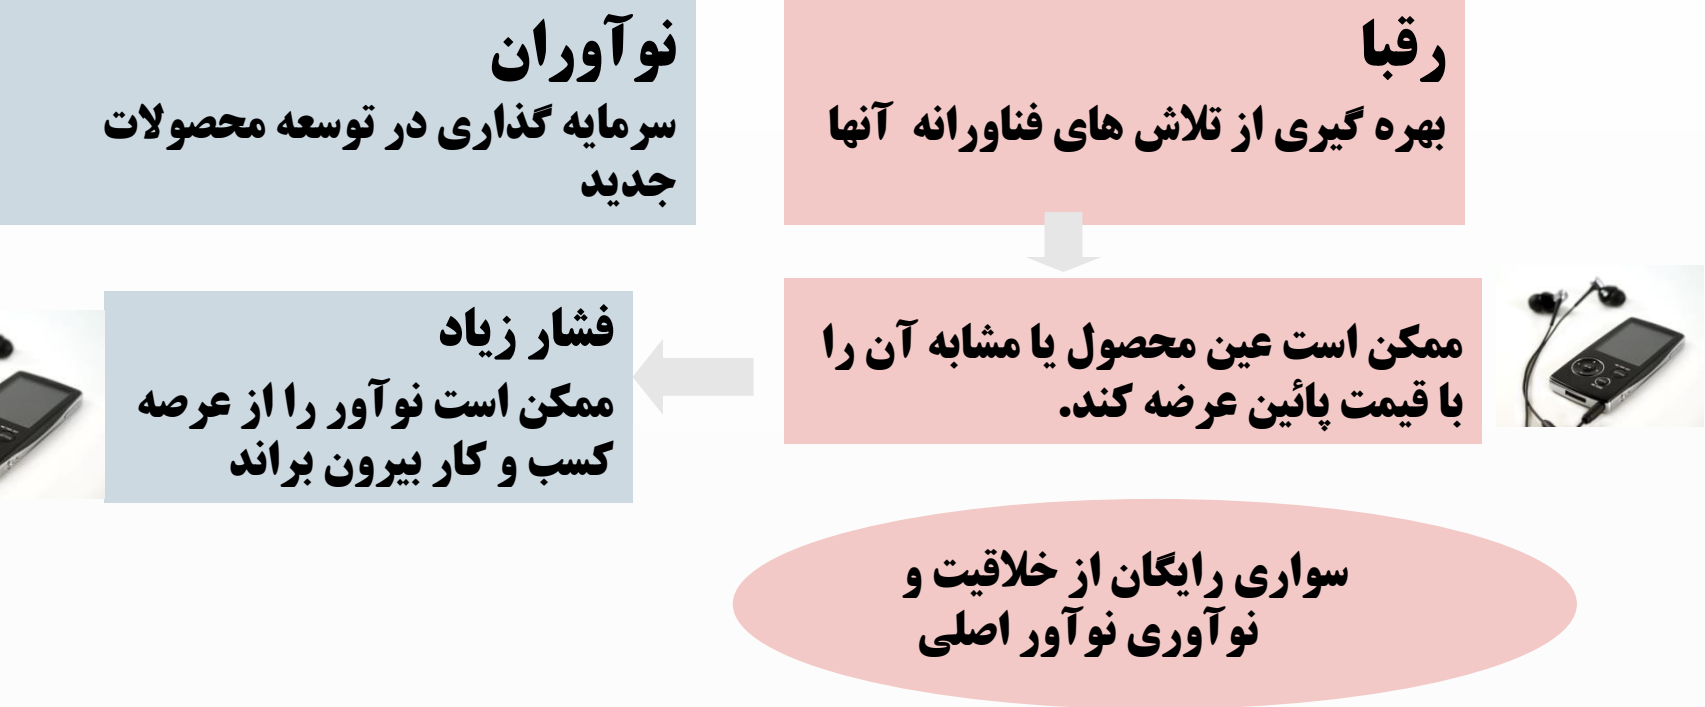 رقبا
بهره گیری از تلاش های فناورانه آنها
نوآوران
سرمایه گذاری در توسعه محصولات
جدید
ممکن است عین محصول یا مشابه آن را
با قیمت پائین عرضه کند.
فشار زیاد
ممکن است نوآور را از عرصه
کسب و کار بیرون براند
سواری رایگان از خلاقیت و
نوآوری نوآور اصلی